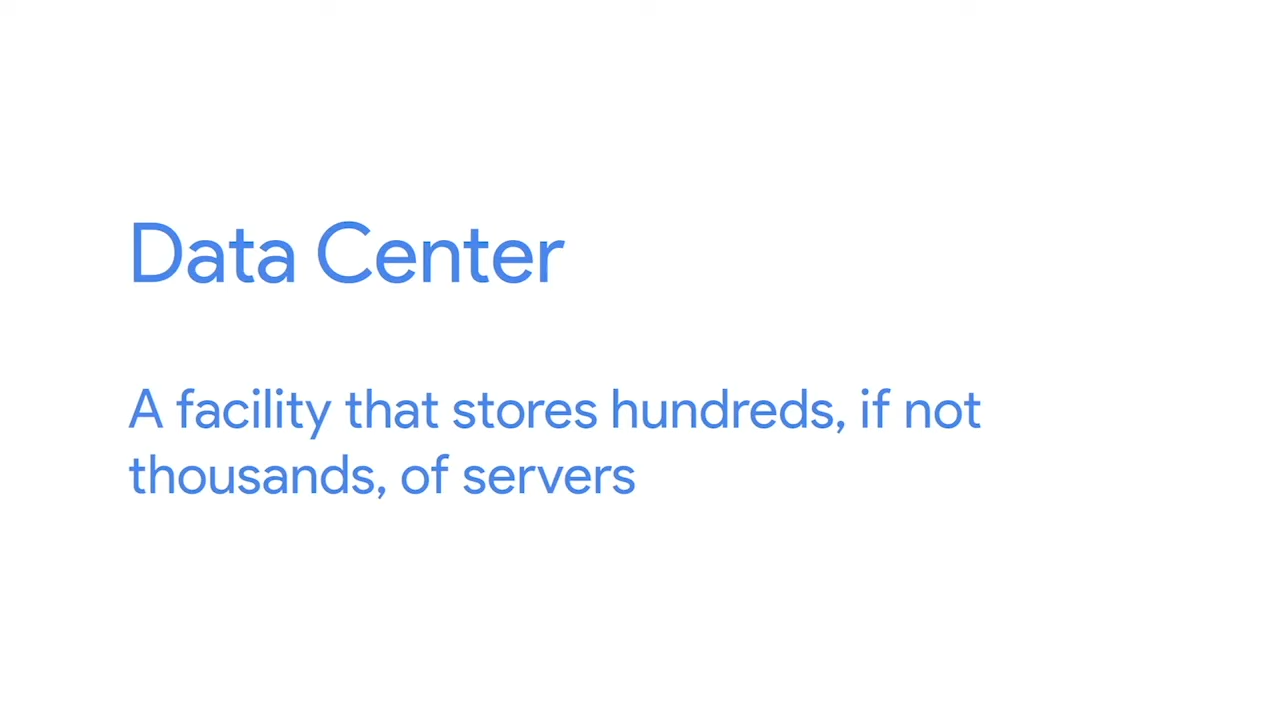 Data Center
A facility that stores hundreds, if not
thousands, of servers